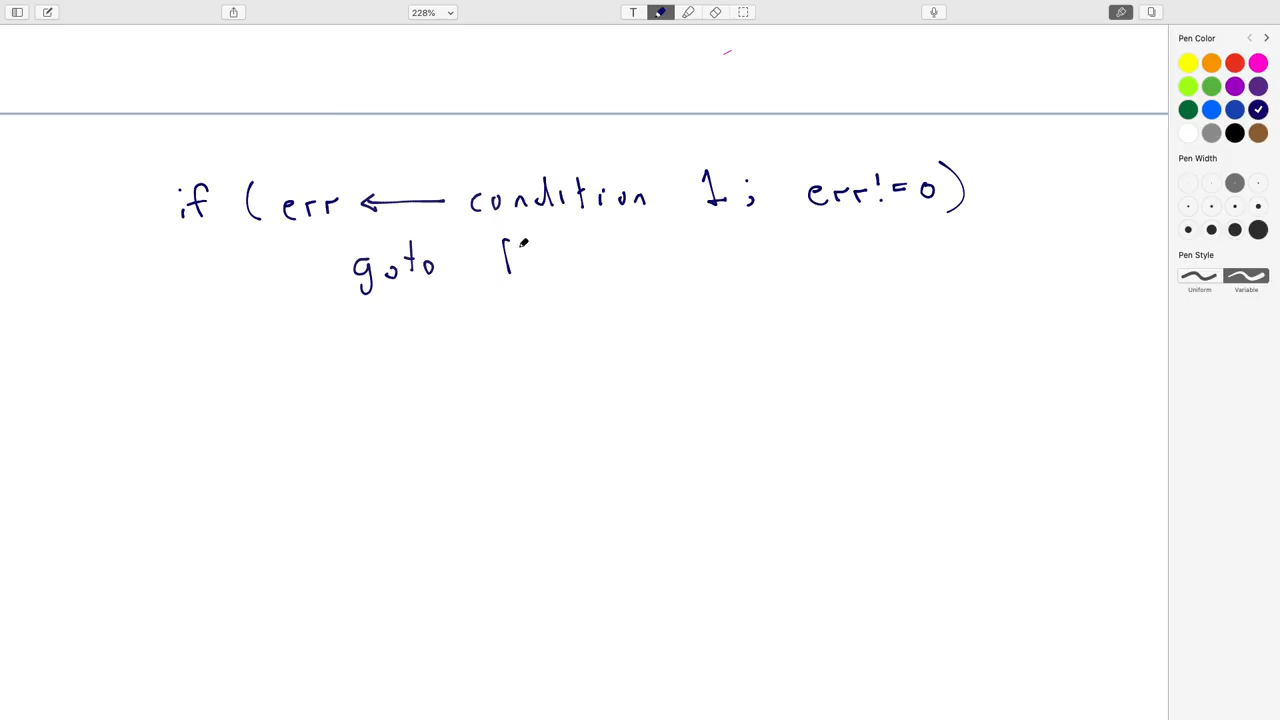 228%
T
Pen Color
Pen Width
Pen Style
Uniform Variable
if ( err ← condition 1; err!= 0)
goto